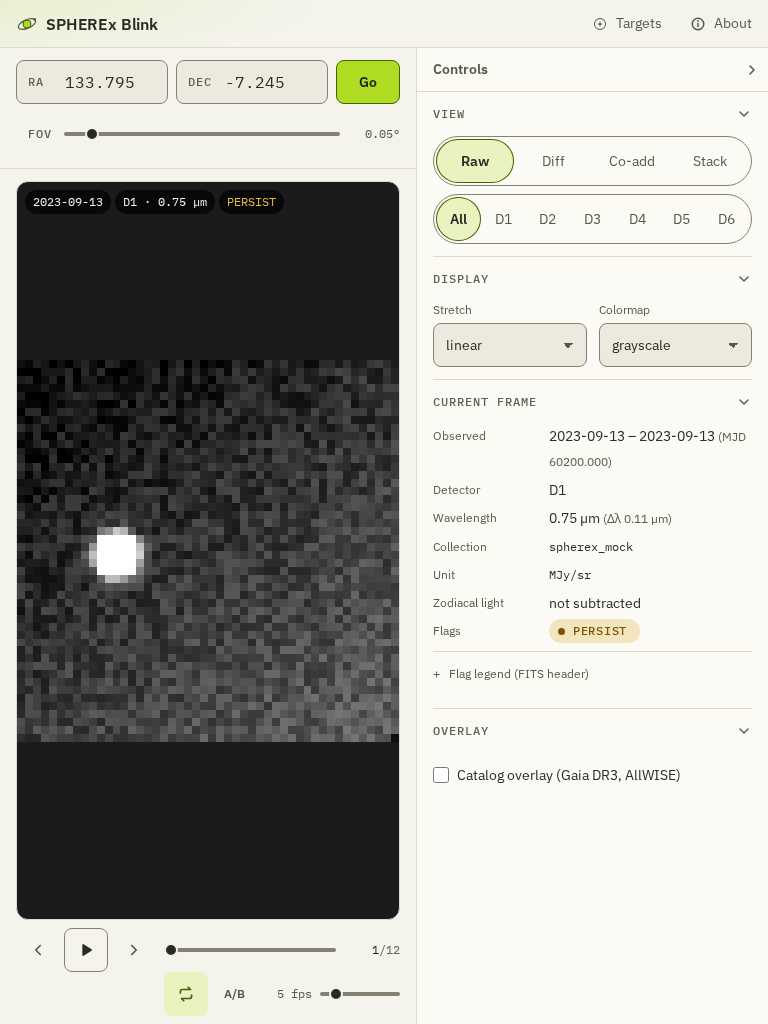 SPHEREx Blink
Targets
About
RA 133.795
DEC -7.245
Go
FOV
0.05°
2023-09-13
D1 · 0.75 µm
PERSIST
1/12
A/B
5 fps
Controls
VIEW
Raw Diff Co-add Stack
All D1 D2 D3 D4 D5 D6
DISPLAY
Stretch
Colormap
linear
grayscale
CURRENT FRAME
Observed 2023-09-13 – 2023-09-13 (MJD
60200.000)
Detector D1
Wavelength 0.75 µm (Δλ 0.11 µm)
Collection spherex_mock
Unit MJy/sr
Zodiacal light not subtracted
Flags PERSIST
+ Flag legend (FITS header)
OVERLAY
Catalog overlay (Gaia DR3, AllWISE)